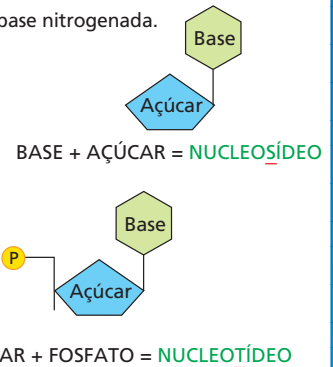 base nitrogenada.
Base
Açúcar
BASE + AÇÚCAR = NUCLEOSÍDEO
Base
P
Açúcar
AR + FOSFATO = NUCLEOTÍDEO